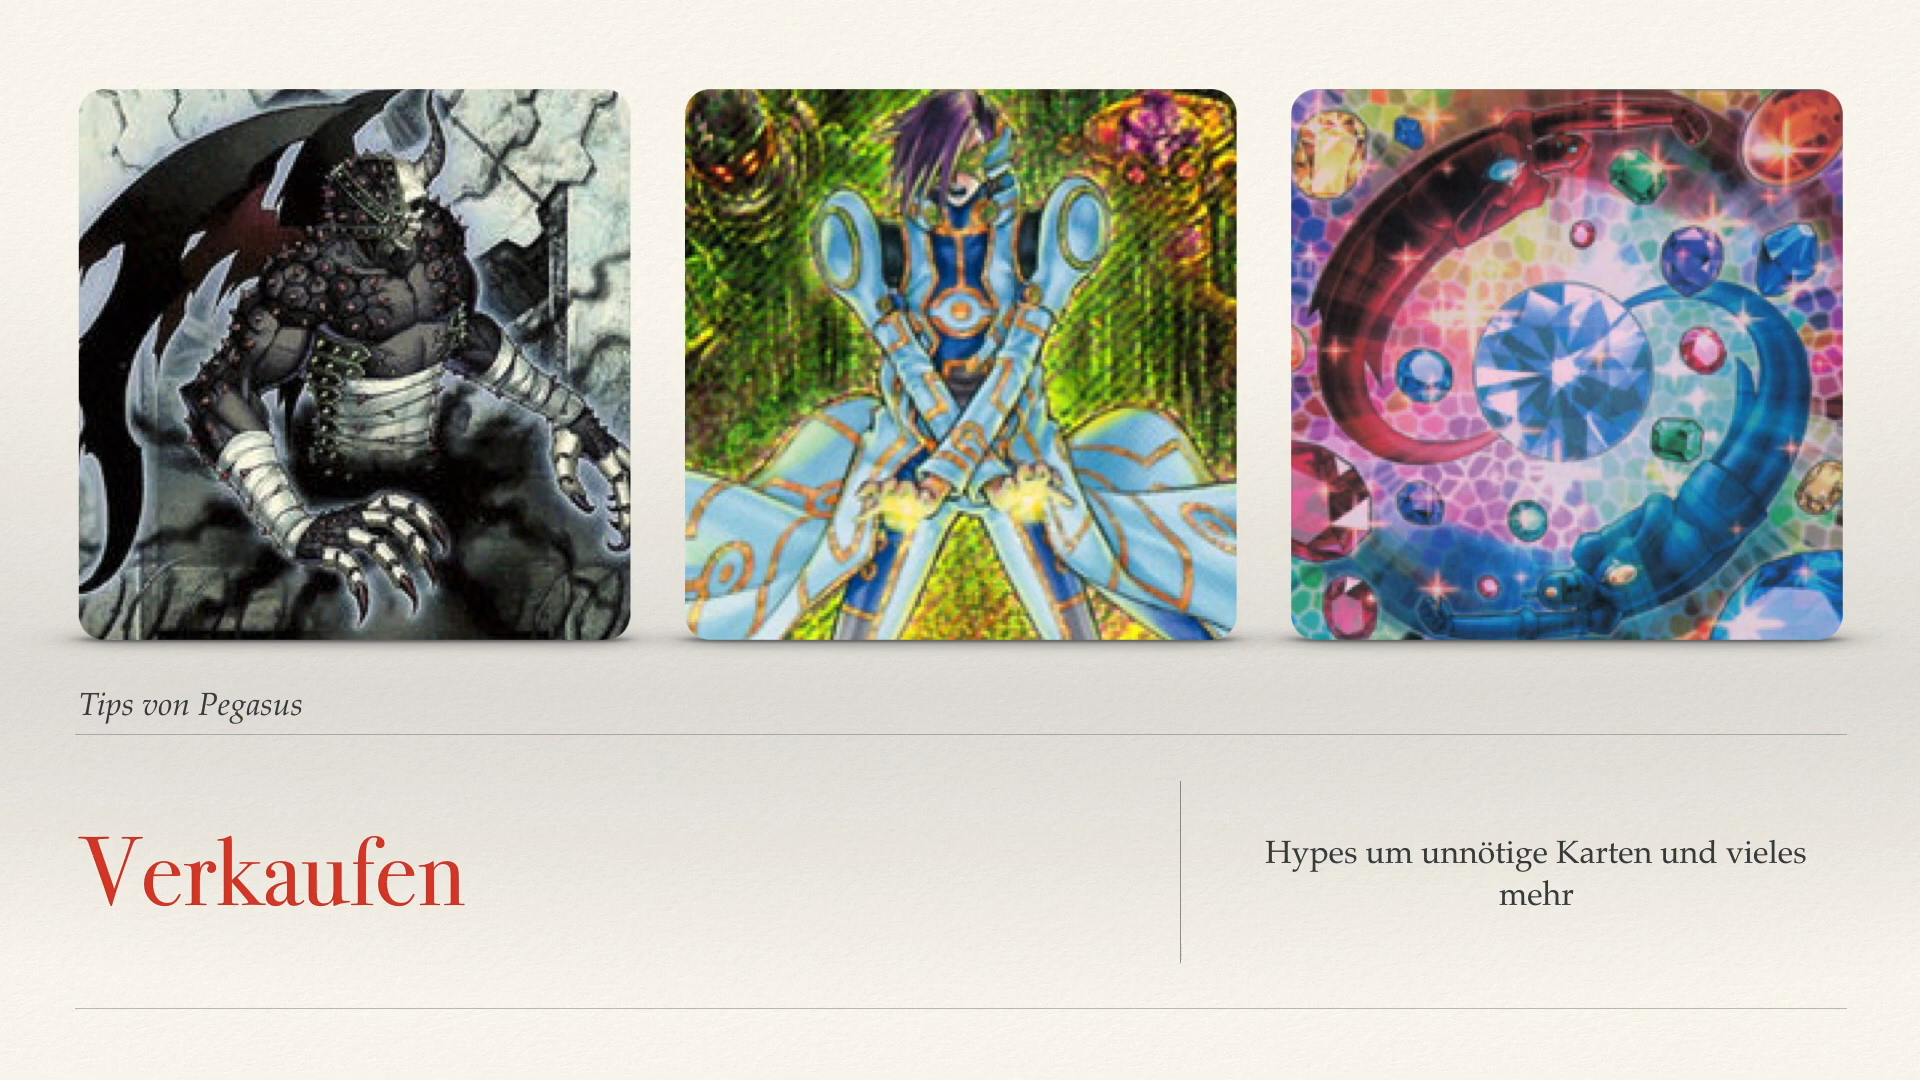 Tips von Pegasus
Verkaufen
Hypes um unnötige Karten und vieles
mehr